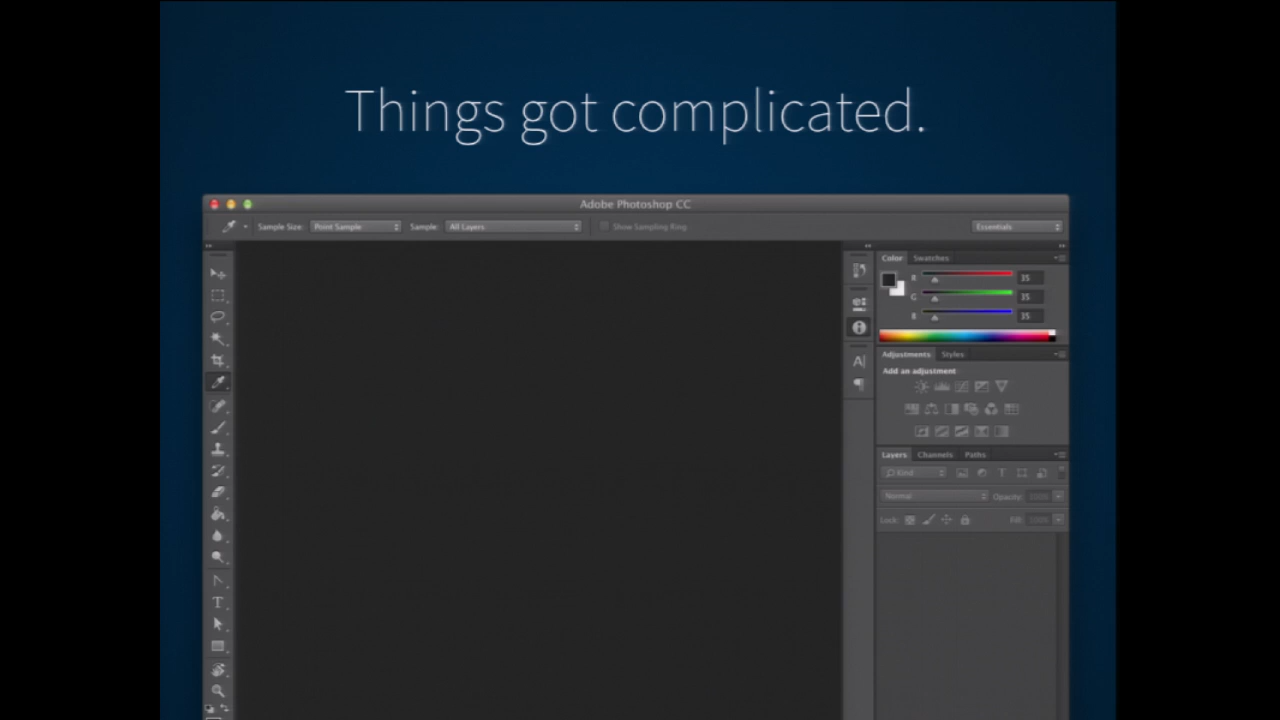 Things got complicated.
Adobe Photoshop CC
Sample Size: Point Sample Sample: All Layers Show Sampling Ring Essentials
Color Swatches
R 35
G 35
B 35
Adjustments Styles
Add an adjustment
Layers Channels Paths
Kind
Normal Opacity:
Lock: Fill: